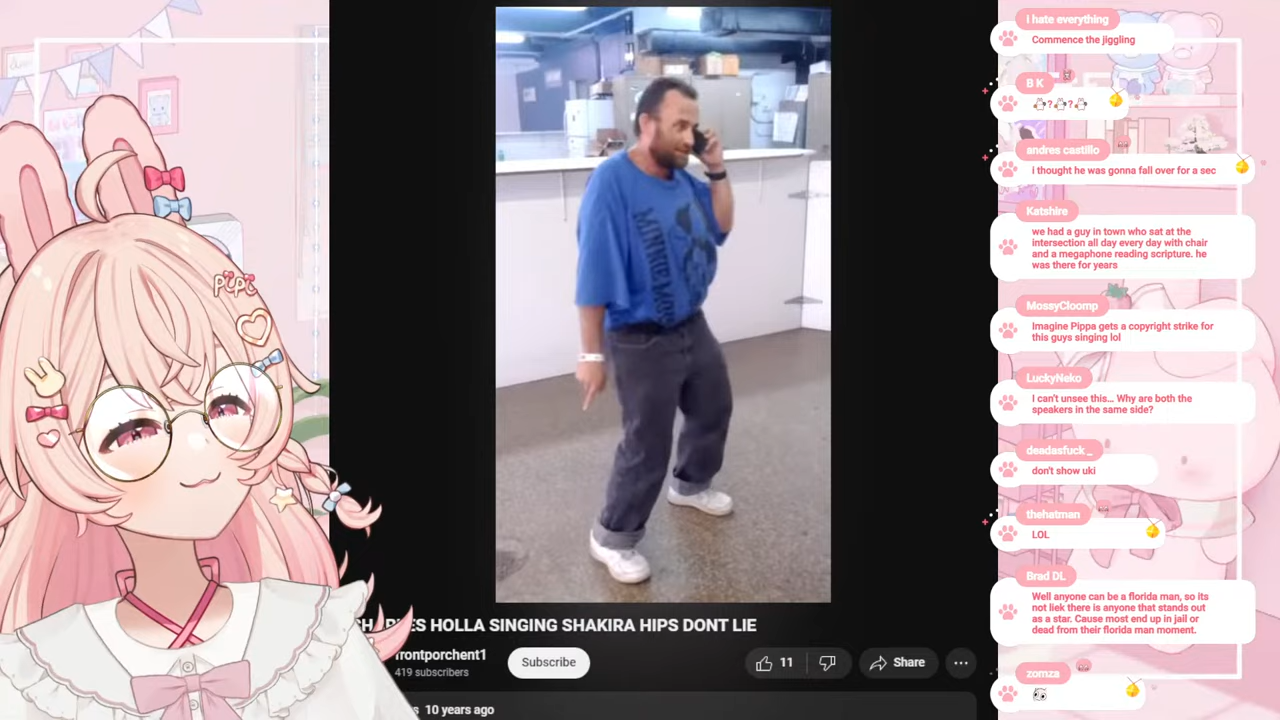 I hate everything
Commence the jiggling
B K
andres castillo
i thought he was gonna fall over for a sec
Katshire
we had a guy in town who sat at the
intersection all day every day with chair
and a megaphone reading scripture. he
was there for years
MossyCloomp
Imagine Pippa gets a copyright strike for
this guys singing lol
LuckyNeko
I can't unsee this... Why are both the
speakers in the same side?
deadasfuck_
don't show uki
thehatman
LOL
Brad DL
Well anyone can be a florida man, so its
not liek there is anyone that stands out
as a star. Cause most end up in jail or
dead from their florida man moment.
zomza
PiPi
HOLLA SINGING SHAKIRA HIPS DONT LIE
frontporchent1
419 subscribers
Subscribe
11
Share
10 years ago